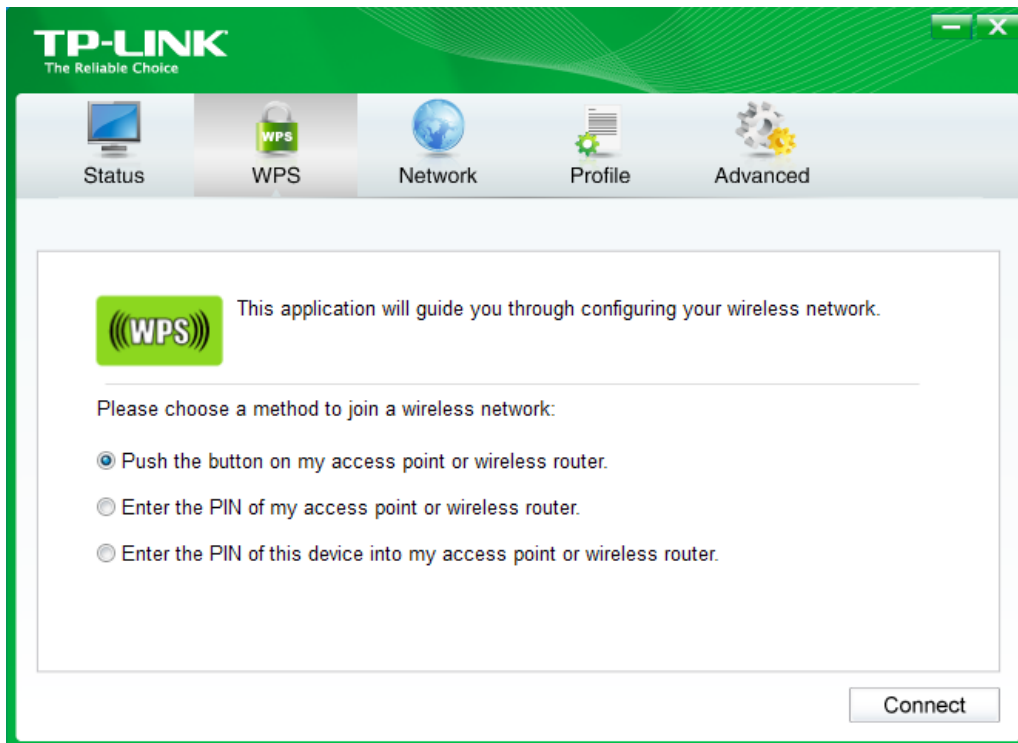 TP-LINK
The Reliable Choice
Status
WPS
WPS
Network
Profile
Advanced
(((WPS)))
This application will guide you through configuring your wireless network.
Please choose a method to join a wireless network:
Push the button on my access point or wireless router.
Enter the PIN of my access point or wireless router.
Enter the PIN of this device into my access point or wireless router.
Connect